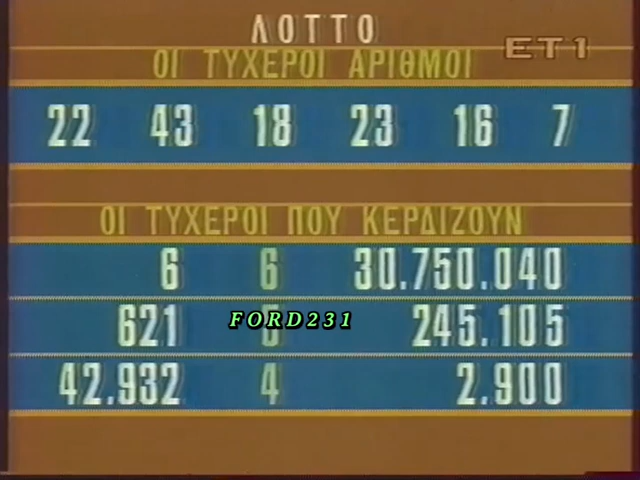 ΛΟΤΤΟ
ΕΤ1
ΟΙ ΤΥΧΕΡΟΙ ΑΡΙΘΜΟΙ
22 43 18 23 16 7
ΟΙ ΤΥΧΕΡΟΙ ΠΟΥ ΚΕΡΔΙΖΟΥΝ
6 6 30.750.040
621 5 245.105
FORD231
42.932 4 2.900